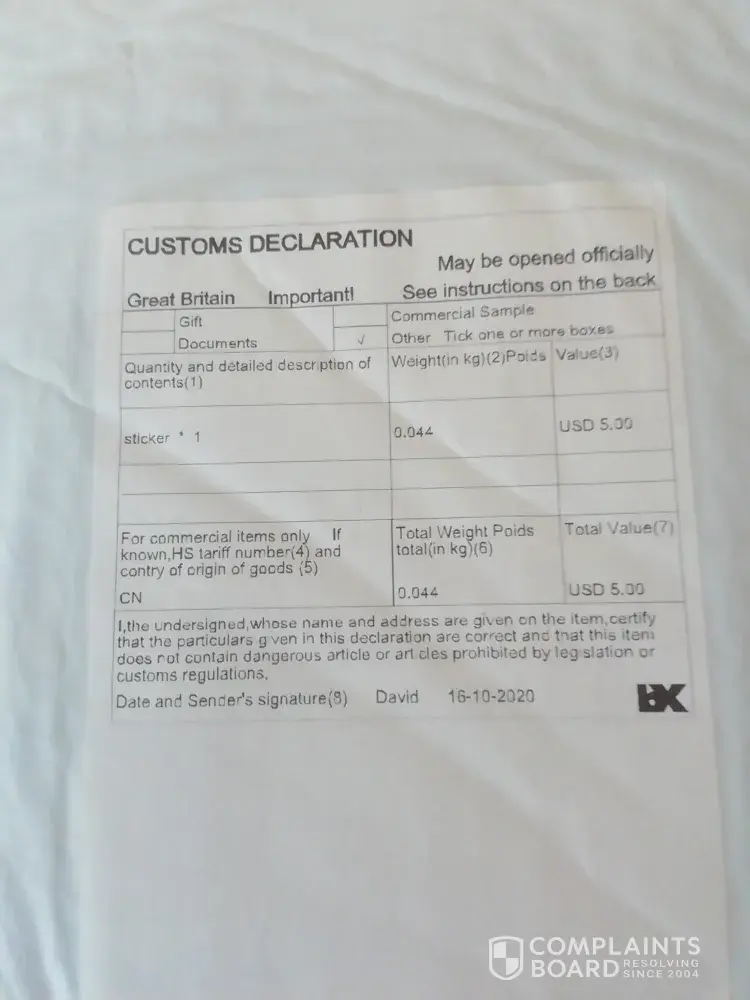 CUSTOMS DECLARATION
May be opened officially
Great Britain Important! See instructions on the back
Gift Commercial Sample
Documents √ Other Tick one or more boxes
Quantity and detailed description of contents(1) Weight(in kg)(2)Poids Value(3)
sticker * 1 0.044 USD 5.00
For commercial items only If
known,HS tariff number(4) and
contry of origin of goods (5)
Total Weight Poids
total(in kg)(6)
Total Value(7)
CN 0.044 USD 5.00
I,the undersigned,whose name and address are given on the item,certify
that the particulars given in this declaration are correct and that this item
does not contain dangerous article or articles prohibited by legislation or
customs regulations.
Date and Sender's signature(8) David 16-10-2020
COMPLAINTS
BOARD RESOLVING
SINCE 2004